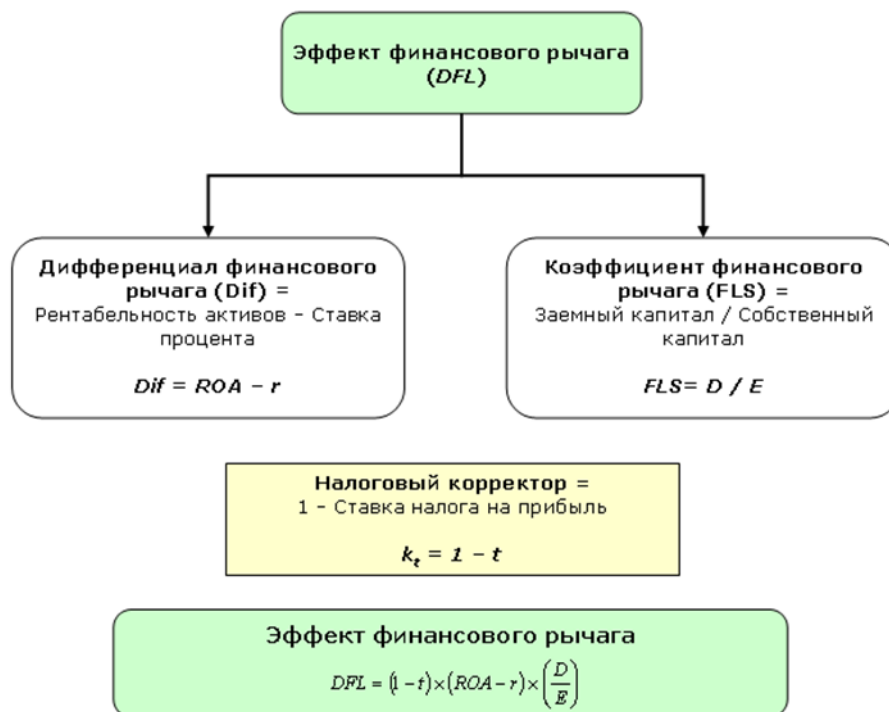 Эффект финансового рычага
(DFL)
Дифференциал финансового
рычага (Dif) =
Рентабельность активов – Ставка
процента
Dif = ROA – r
Коэффициент финансового
рычага (FLS) =
Заемный капитал / Собственный
капитал
FLS= D / E
Налоговый корректор =
1 – Ставка налога на прибыль
kₜ = 1 – t
Эффект финансового рычага
DFL = (1–t)×(ROA–r)×(D/E)